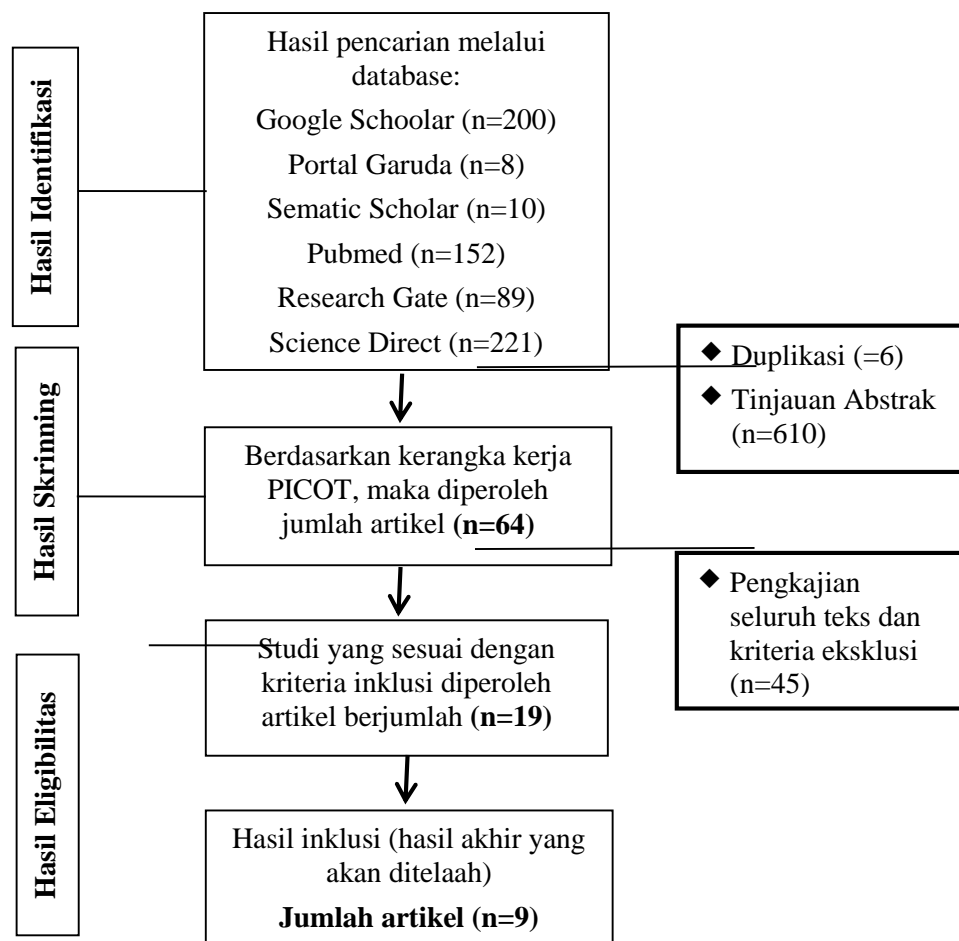 Hasil Identifikasi
Hasil pencarian melalui
database:
Google Schoolar (n=200)
Portal Garuda (n=8)
Sematic Scholar (n=10)
Pubmed (n=152)
Research Gate (n=89)
Science Direct (n=221)
◆ Duplikasi (=6)
◆ Tinjauan Abstrak
(n=610)
Hasil Skrinning
Berdasarkan kerangka kerja
PICOT, maka diperoleh
jumlah artikel (n=64)
◆ Pengkajian
seluruh teks dan
kriteria eksklusi
(n=45)
Hasil Eligibilitas
Studi yang sesuai dengan
kriteria inklusi diperoleh
artikel berjumlah (n=19)
Hasil inklusi (hasil akhir yang
akan ditelaah)
Jumlah artikel (n=9)